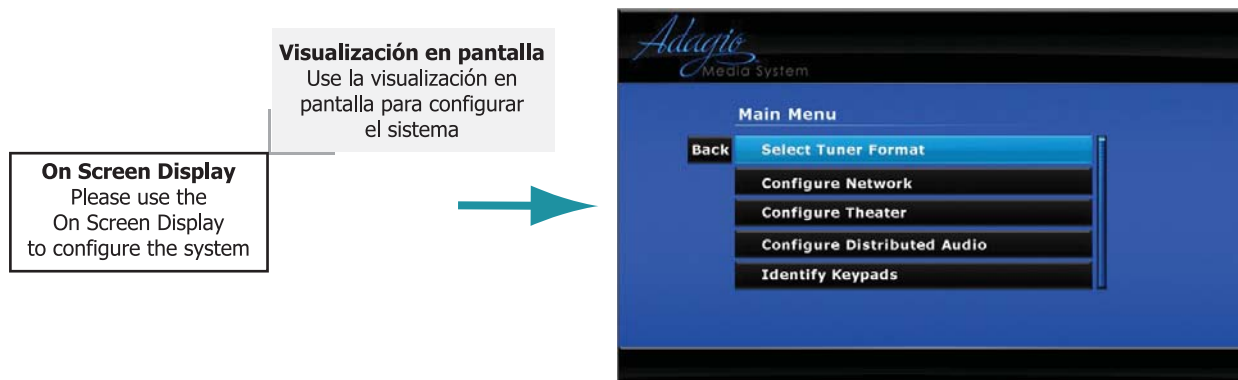 Visualización en pantalla
Use la visualización en
pantalla para configurar
el sistema
On Screen Display
Please use the
On Screen Display
to configure the system
Adagio
Media System
Main Menu
Back
Select Tuner Format
Configure Network
Configure Theater
Configure Distributed Audio
Identify Keypads